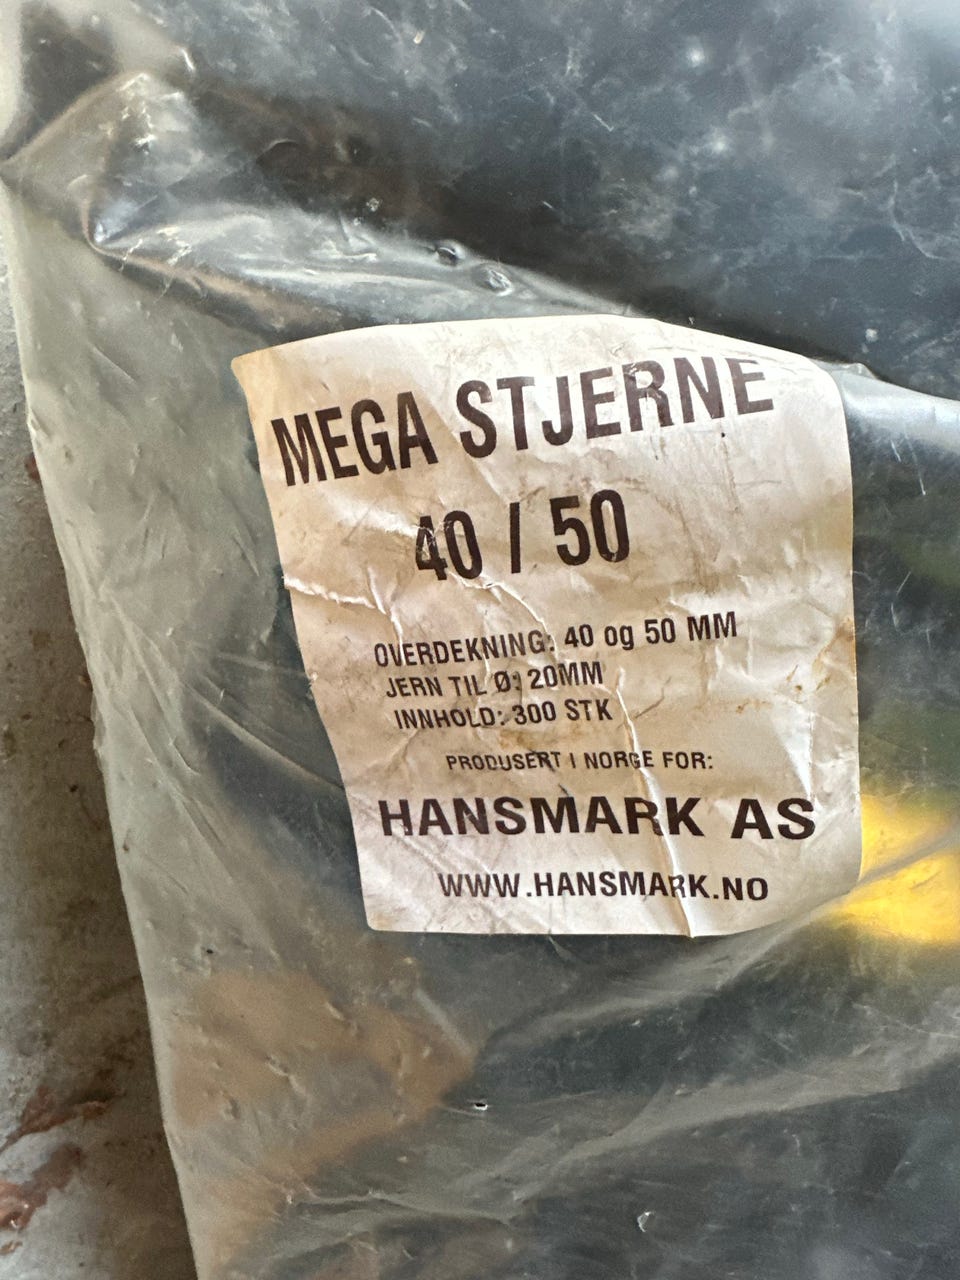 MEGA STJERNE
40 / 50
OVERDEKNING: 40 og 50 MM
JERN TIL Ø: 20MM
INNHOLD: 300 STK
PRODUSERT I NORGE FOR:
HANSMARK AS
WWW.HANSMARK.NO